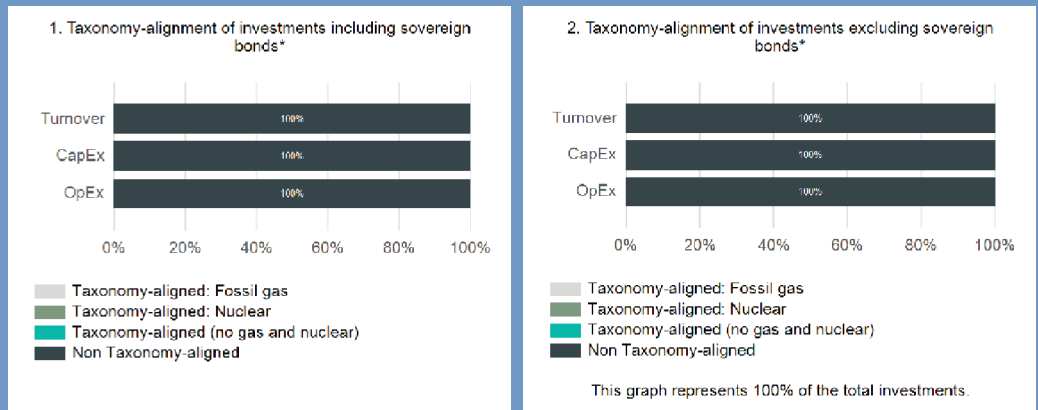 1. Taxonomy-alignment of investments including sovereign
bonds*
Turnover
100%
CapEx
100%
OpEx
100%
0% 20% 40% 60% 80% 100%
Taxonomy-aligned: Fossil gas
Taxonomy-aligned: Nuclear
Taxonomy-aligned (no gas and nuclear)
Non Taxonomy-aligned
2. Taxonomy-alignment of investments excluding sovereign
bonds*
Turnover
100%
CapEx
100%
OpEx
100%
0% 20% 40% 60% 80% 100%
Taxonomy-aligned: Fossil gas
Taxonomy-aligned: Nuclear
Taxonomy-aligned (no gas and nuclear)
Non Taxonomy-aligned
This graph represents 100% of the total investments.